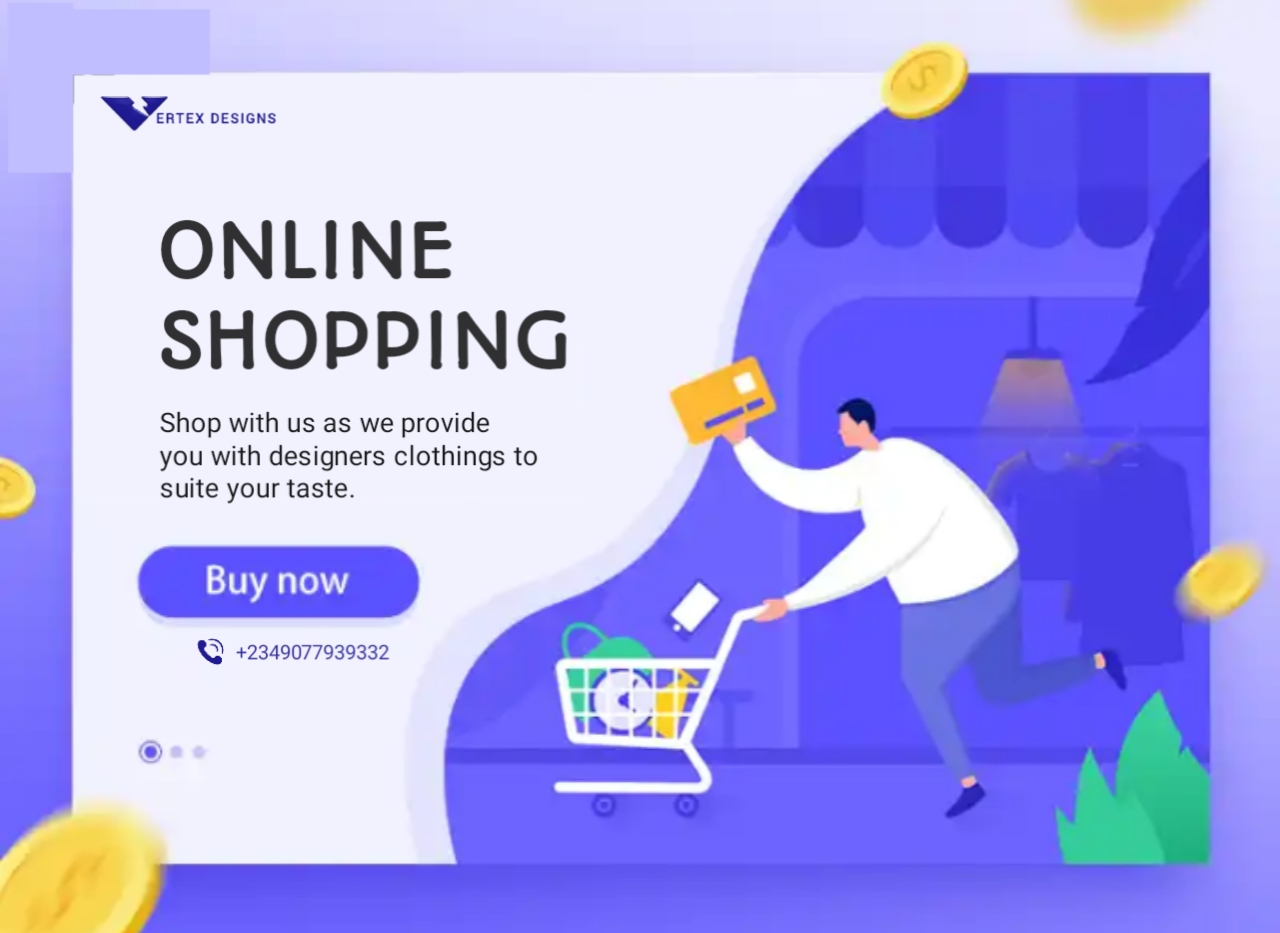 VERTEX DESIGNS
ONLINE
SHOPPING
Shop with us as we provide
you with designers clothings to
suite your taste.
Buy now
+2349077939332